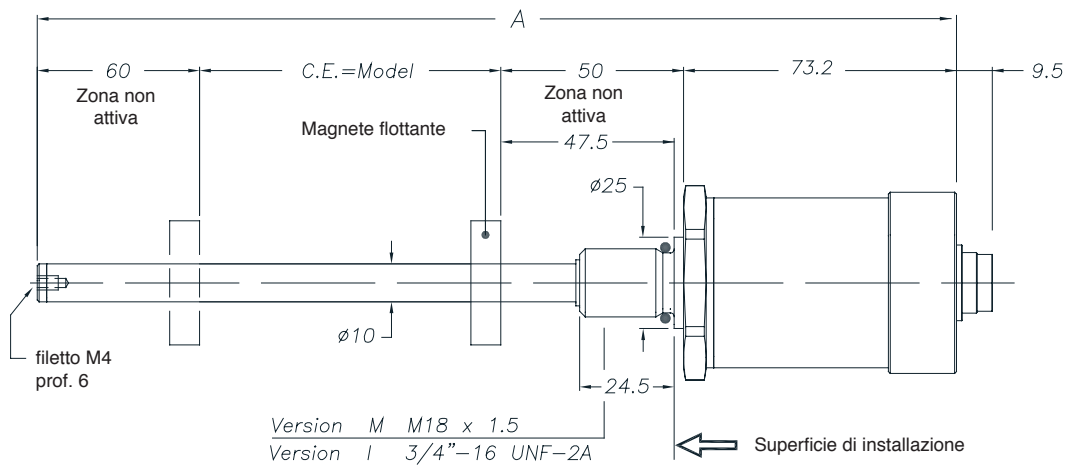 A
60
C.E.=Model
50
73.2
9.5
Zona non
attiva
Zona non
attiva
Magnete flottante
47.5
ø25
ø10
filetto M4
prof. 6
24.5
Version M M18 x 1.5
Version I 3/4"-16 UNF-2A
Superficie di installazione